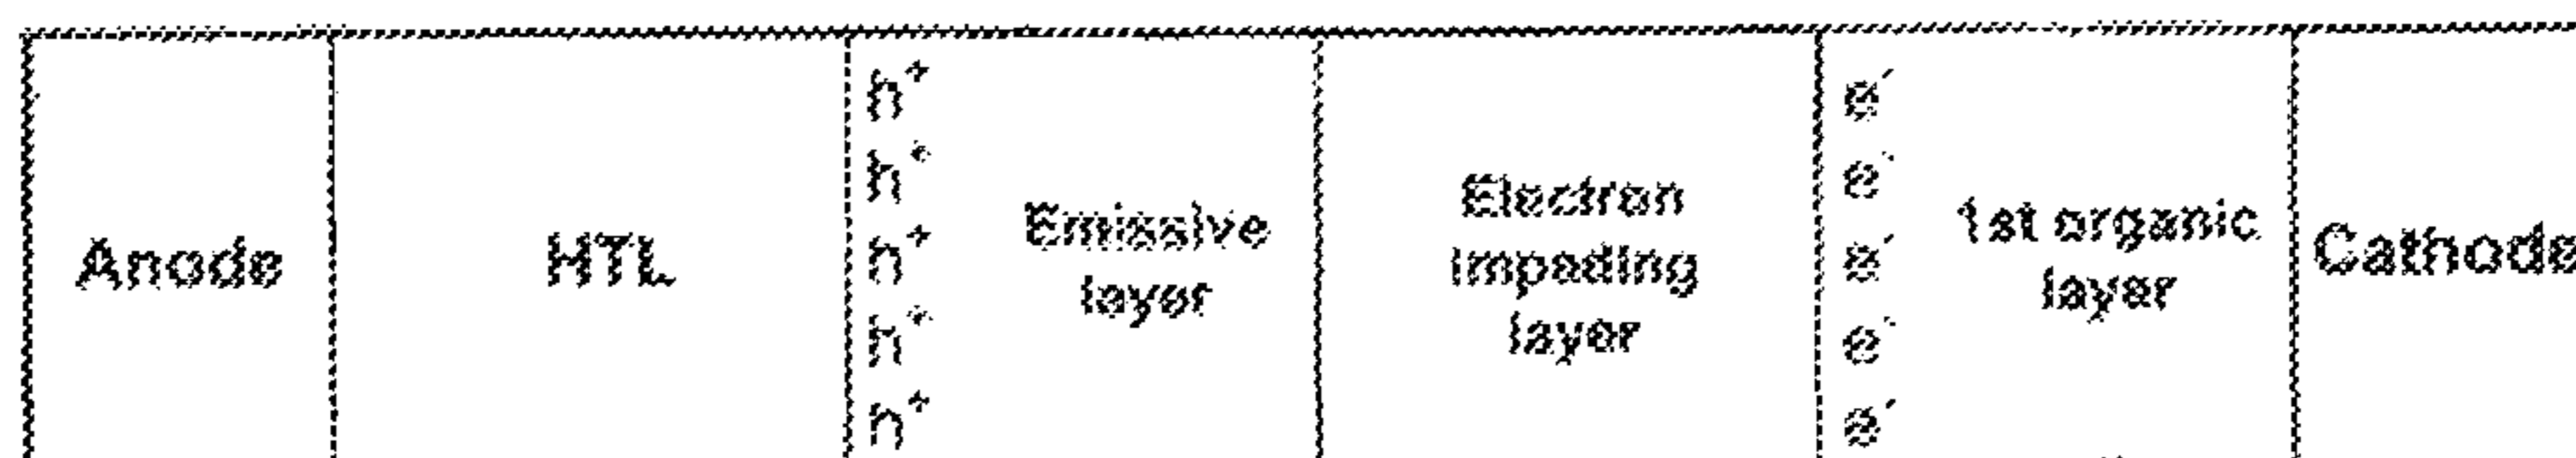 Anode
HTL
h+
h+
h+
h+
h+
Emissive
layer
Electron
impeding
layer
e-
e-
e-
e-
e-
1st organic
layer
Cathode